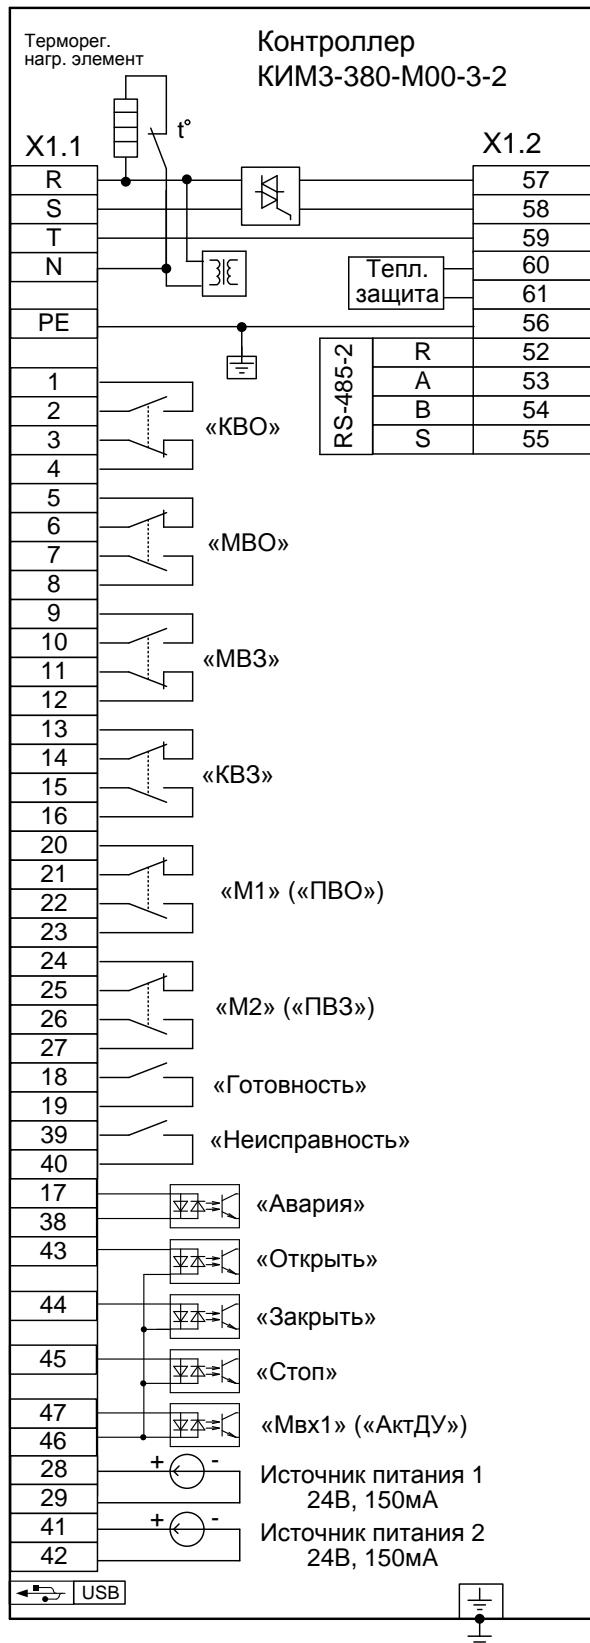 Терморег.
нагр. элемент
Контроллер
КИМ3-380-М00-3-2
t°
X1.1
X1.2
R
57
S
58
T
59
N
60
Тепл.
защита
61
PE
56
RS-485-2
R
52
A
53
B
54
S
55
1
2
3
4
«КВО»
5
6
7
8
«МВО»
9
10
11
12
«МВЗ»
13
14
15
16
«КВЗ»
20
21
22
23
«М1» («ПВО»)
24
25
26
27
«М2» («ПВЗ»)
18
19
«Готовность»
39
40
«Неисправность»
17
38
«Авария»
43
«Открыть»
44
«Закрыть»
45
«Стоп»
47
46
«Мвх1» («АктДУ»)
28
29
+ -
Источник питания 1
24В, 150мА
41
42
+ -
Источник питания 2
24В, 150мА
USB